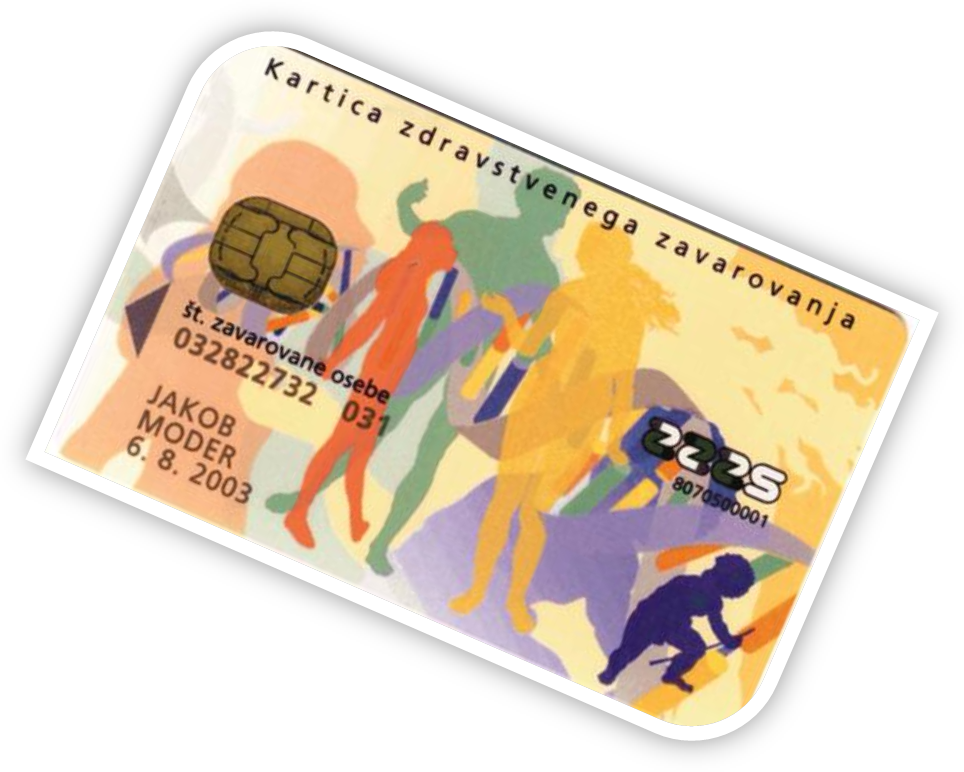 Kartica zdravstvenega zavarovanja
št. zavarovane osebe
032822732 031
JAKOB
MODER
6. 8. 2003
ZZZS
8070500001